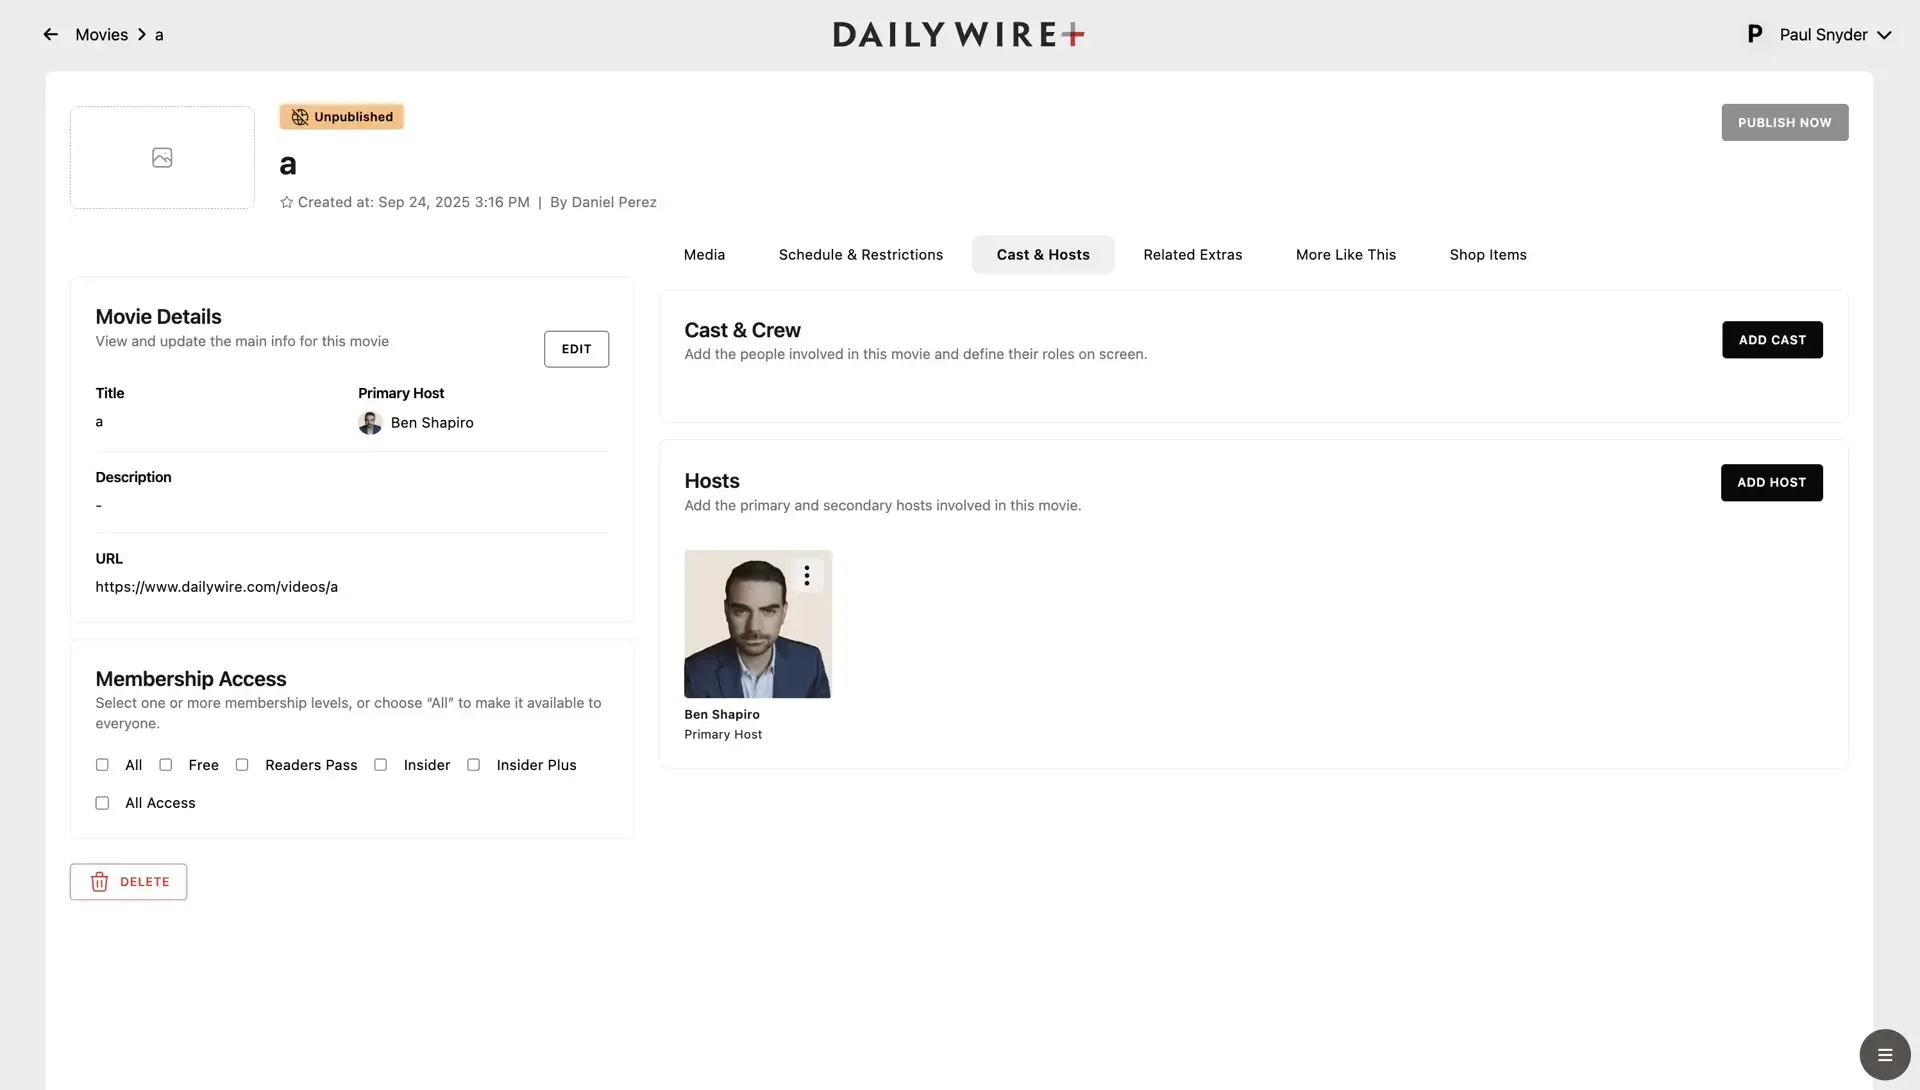 Movies a
DAILY WIRE+
P Paul Snyder
Unpublished
PUBLISH NOW
a
Created at: Sep 24, 2025 3:16 PM | By Daniel Perez
Media Schedule & Restrictions Cast & Hosts Related Extras More Like This Shop Items
Movie Details
View and update the main info for this movie
EDIT
Title
a
Primary Host
Ben Shapiro
Description
-
URL
https://www.dailywire.com/videos/a
Membership Access
Select one or more membership levels, or choose “All” to make it available to
everyone.
All Free Readers Pass Insider Insider Plus
All Access
DELETE
Cast & Crew
Add the people involved in this movie and define their roles on screen.
ADD CAST
Hosts
Add the primary and secondary hosts involved in this movie.
ADD HOST
Ben Shapiro
Primary Host